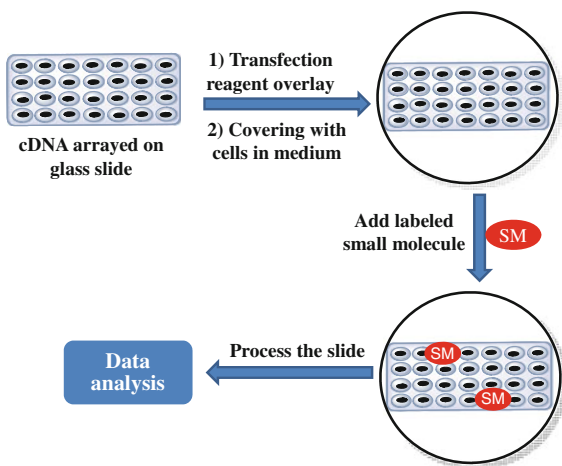 1) Transfection
reagent overlay
2) Covering with
cells in medium
cDNA arrayed on
glass slide
Add labeled
small molecule
SM
SM
SM
Process the slide
Data
analysis